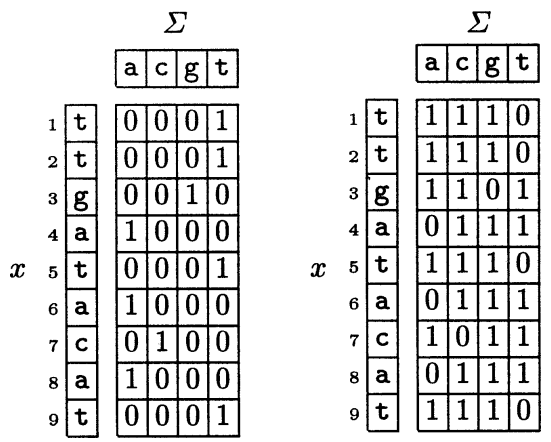 Σ Σ
a c g t a c g t
1 t 0 0 0 1 1 t 1 1 1 0
2 t 0 0 0 1 2 t 1 1 1 0
3 g 0 0 1 0 3 g 1 1 0 1
4 a 1 0 0 0 4 a 0 1 1 1
x 5 t 0 0 0 1 x 5 t 1 1 1 0
6 a 1 0 0 0 6 a 0 1 1 1
7 c 0 1 0 0 7 c 1 0 1 1
8 a 1 0 0 0 8 a 0 1 1 1
9 t 0 0 0 1 9 t 1 1 1 0